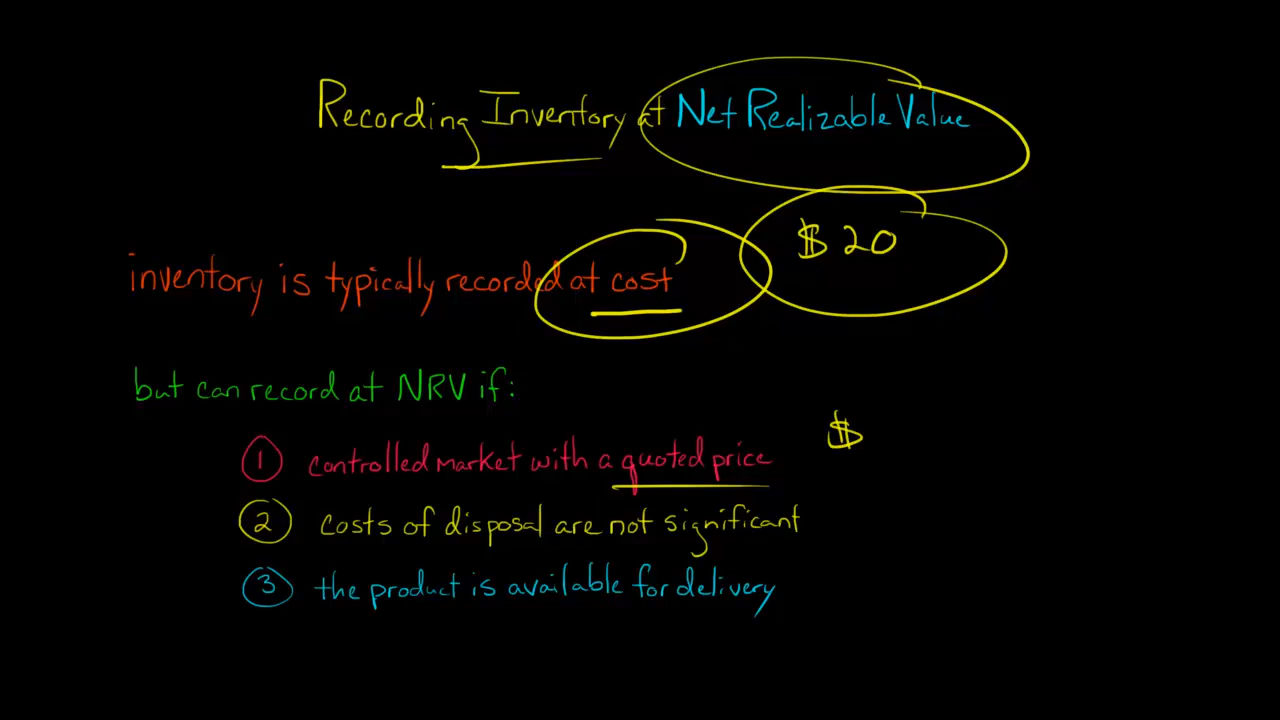 Recording Inventory at Net Realizable Value
$20
inventory is typically recorded at cost
but can record at NRV if:
$
1 controlled market with a quoted price
2 costs of disposal are not significant
3 the product is available for delivery